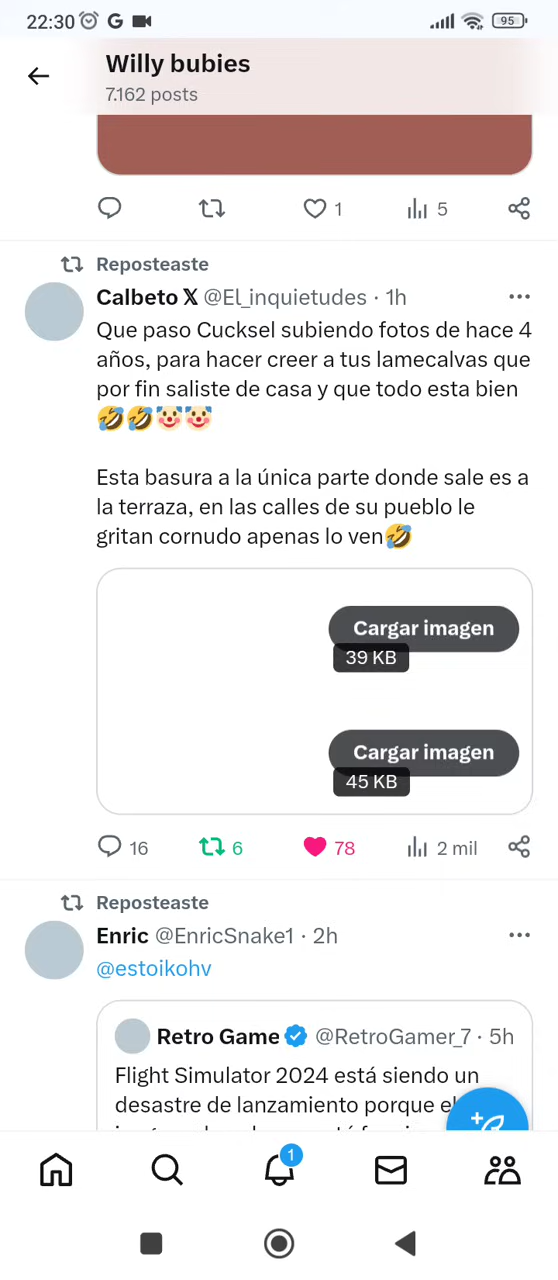 22:30 G 95
Willy bubies
7.162 posts
1 5
Reposteaste
Calbeto 𝕏 @El_inquietudes · 1h
Que paso Cucksel subiendo fotos de hace 4
años, para hacer creer a tus lamecalvas que
por fin saliste de casa y que todo esta bien
🤣🤣🤡🤡
Esta basura a la única parte donde sale es a
la terraza, en las calles de su pueblo le
gritan cornudo apenas lo ven🤣
Cargar imagen
39 KB
Cargar imagen
45 KB
16 6 78 2 mil
Reposteaste
Enric @EnricSnake1 · 2h
@estoikohv
Retro Game @RetroGamer_7 · 5h
Flight Simulator 2024 está siendo un
desastre de lanzamiento porque el
1